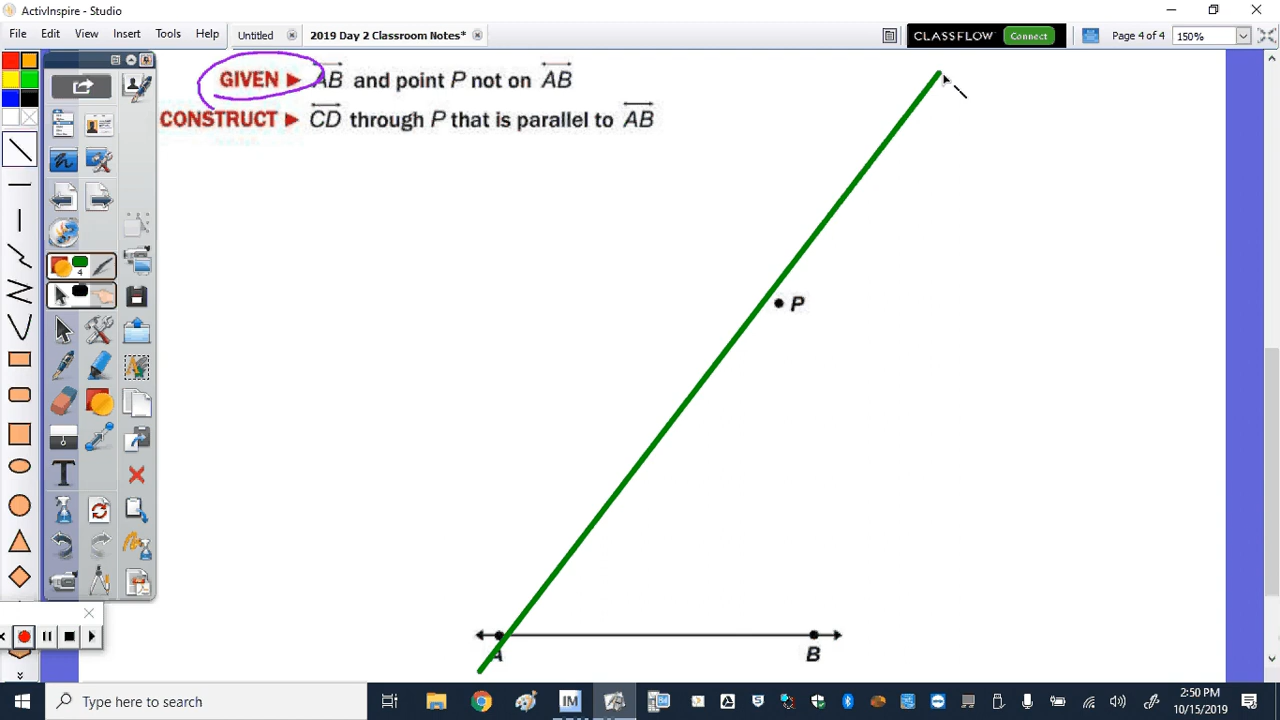 ActivInspire - Studio
File Edit View Insert Tools Help Untitled 2019 Day 2 Classroom Notes* CLASSFLOW Connect Page 4 of 4 150%
GIVEN ► AB and point P not on AB
CONSTRUCT ► CD through P that is parallel to AB
4
P
T
A B
Type here to search
IM
2:50 PM
10/15/2019